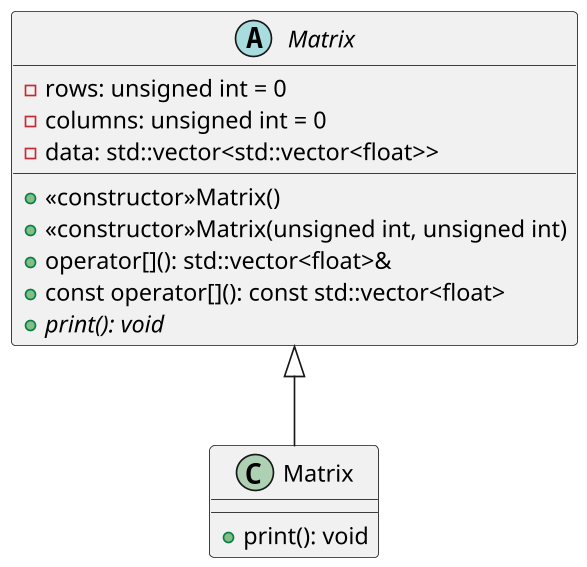 A Matrix
rows: unsigned int = 0
columns: unsigned int = 0
data: std::vector<std::vector<float>>
«constructor»Matrix()
«constructor»Matrix(unsigned int, unsigned int)
operator[](): std::vector<float>&
const operator[](): const std::vector<float>
print(): void
C Matrix
print(): void